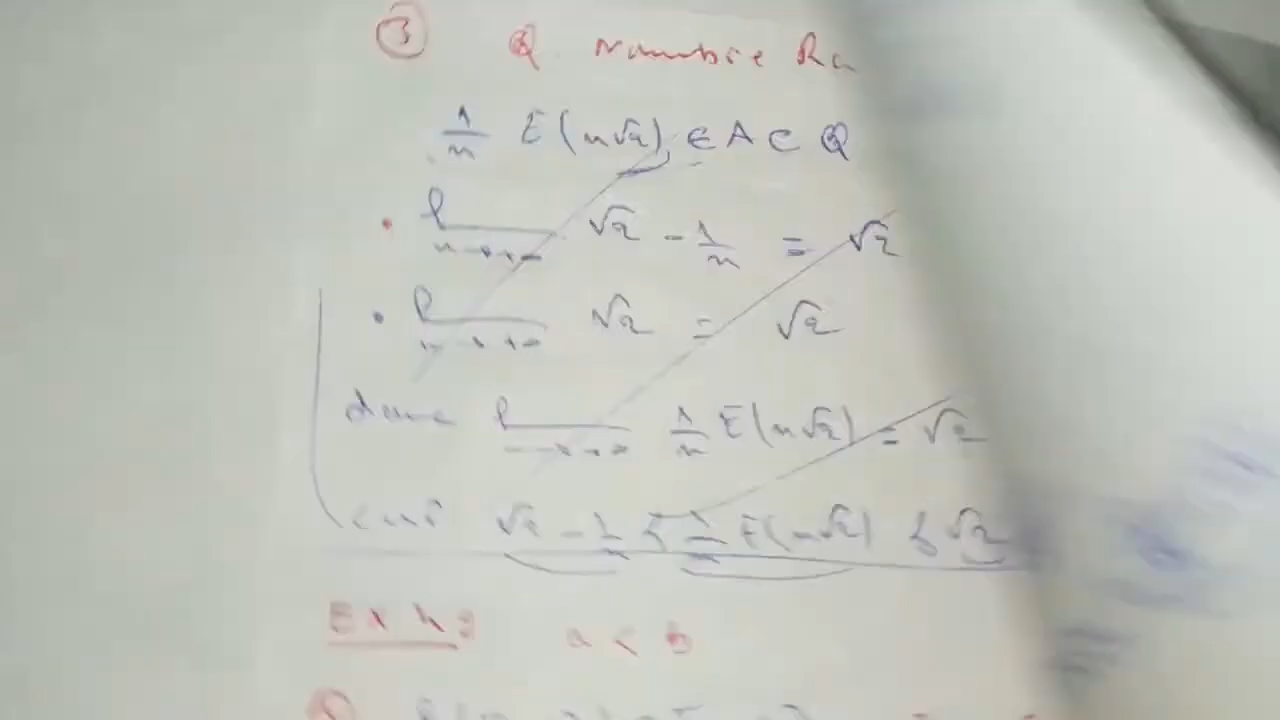 ③ Q Nombre Ra
1/n E(n√2) ∈ A ⊂ Q
• lim n→+∞ √2 - 1/n = √2
• lim n→+∞ √2 = √2
donc lim n→+∞ 1/n E(n√2) = √2
car √2 - 1/n ≤ 1/n E(n√2) ≤ √2
a < b